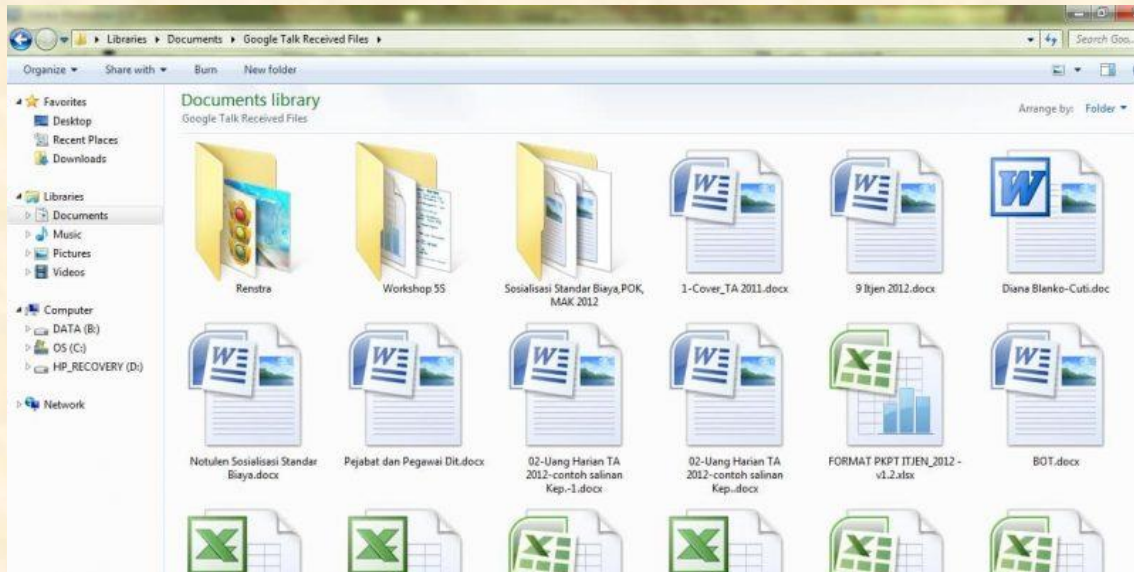 Libraries ▸ Documents ▸ Google Talk Received Files ▸
Search Goo...
Organize
Share with
Burn
New folder
Favorites
Desktop
Recent Places
Downloads
Libraries
Documents
Music
Pictures
Videos
Computer
DATA (B:)
OS (C:)
HP_RECOVERY (D:)
Network
Documents library
Google Talk Received Files
Arrange by: Folder
Renstra
Workshop 5S
Sosialisasi Standar Biaya,POK,
MAK 2012
1-Cover_TA 2011.docx
9 Itjen 2012.docx
Diana Blanko-Cuti.doc
Notulen Sosialisasi Standar
Biaya.docx
Pejabat dan Pegawai Dit.docx
02-Uang Harian TA
2012-contoh salinan
Kep.-1.docx
02-Uang Harian TA
2012-contoh salinan
Kep..docx
FORMAT PKPT ITJEN_2012 -
v1.2.xlsx
BOT.docx